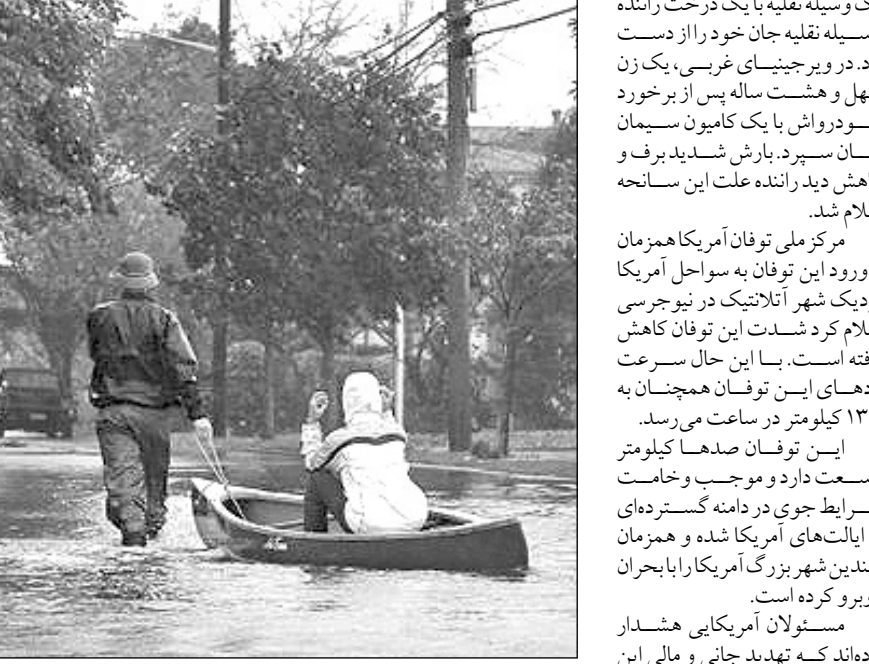 ک وسیله نقلیه با یک درخت راننده
سیله نقلیه جان خود را از دست
د. در ویرجینیای غربی، یک زن
هل و هشت ساله پس از برخورد
ودرواش با یک کامیون سیمان
ان سپرد. بارش شدید برف و
اهش دید راننده علت این سانحه
لام شد.
مرکز ملی توفان آمریکا همزمان
ورود این توفان به سواحل آمریکا
دیک شهر آتلانتیک در نیوجرسی
لام کرد شدت این توفان کاهش
فته است. با این حال سرعت
دهای این توفان همچنان به
۱۳ کیلومتر در ساعت می‌رسد.
این توفان صدها کیلومتر
سعت دارد و موجب وخامت
رایط جوی در دامنه گسترده‌ای
ایالت‌های آمریکا شده و همزمان
ندین شهر بزرگ آمریکا را با بحران
وبرو کرده است.
مسئولان آمریکایی هشدار
ده‌اند که تهدید جانی و مالی این